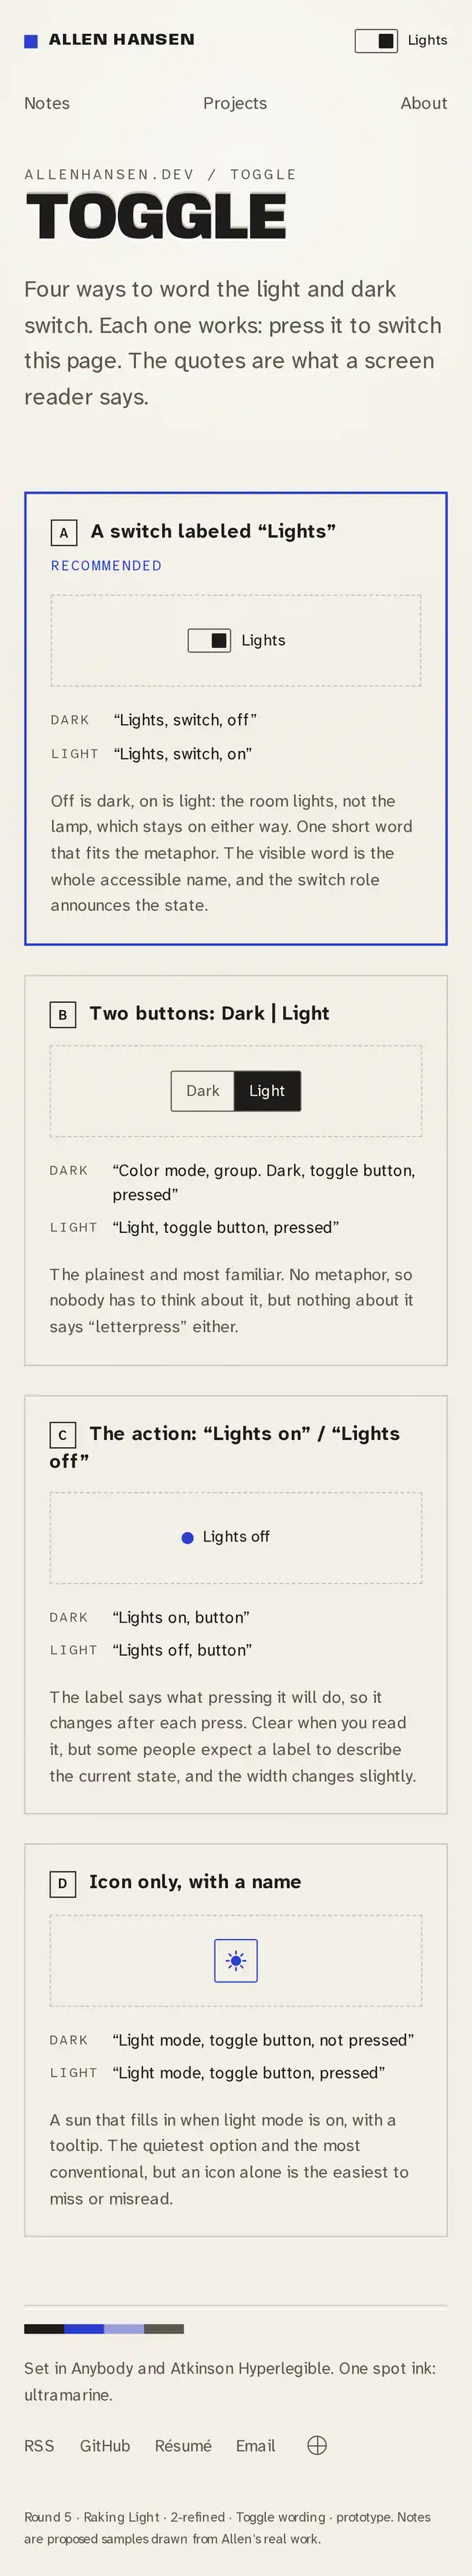 ALLEN HANSEN
Lights
Notes
Projects
About
ALLENHANSEN.DEV / TOGGLE
TOGGLE
Four ways to word the light and dark
switch. Each one works: press it to switch
this page. The quotes are what a screen
reader says.
A A switch labeled “Lights”
RECOMMENDED
Lights
DARK “Lights, switch, off”
LIGHT “Lights, switch, on”
Off is dark, on is light: the room lights, not the
lamp, which stays on either way. One short word
that fits the metaphor. The visible word is the
whole accessible name, and the switch role
announces the state.
B Two buttons: Dark | Light
Dark Light
DARK “Color mode, group. Dark, toggle button,
pressed”
LIGHT “Light, toggle button, pressed”
The plainest and most familiar. No metaphor, so
nobody has to think about it, but nothing about it
says “letterpress” either.
C The action: “Lights on” / “Lights
off”
Lights off
DARK “Lights on, button”
LIGHT “Lights off, button”
The label says what pressing it will do, so it
changes after each press. Clear when you read
it, but some people expect a label to describe
the current state, and the width changes slightly.
D Icon only, with a name
DARK “Light mode, toggle button, not pressed”
LIGHT “Light mode, toggle button, pressed”
A sun that fills in when light mode is on, with a
tooltip. The quietest option and the most
conventional, but an icon alone is the easiest to
miss or misread.
Set in Anybody and Atkinson Hyperlegible. One spot ink:
ultramarine.
RSS GitHub Résumé Email
Round 5 · Raking Light · 2-refined · Toggle wording · prototype. Notes
are proposed samples drawn from Allen's real work.